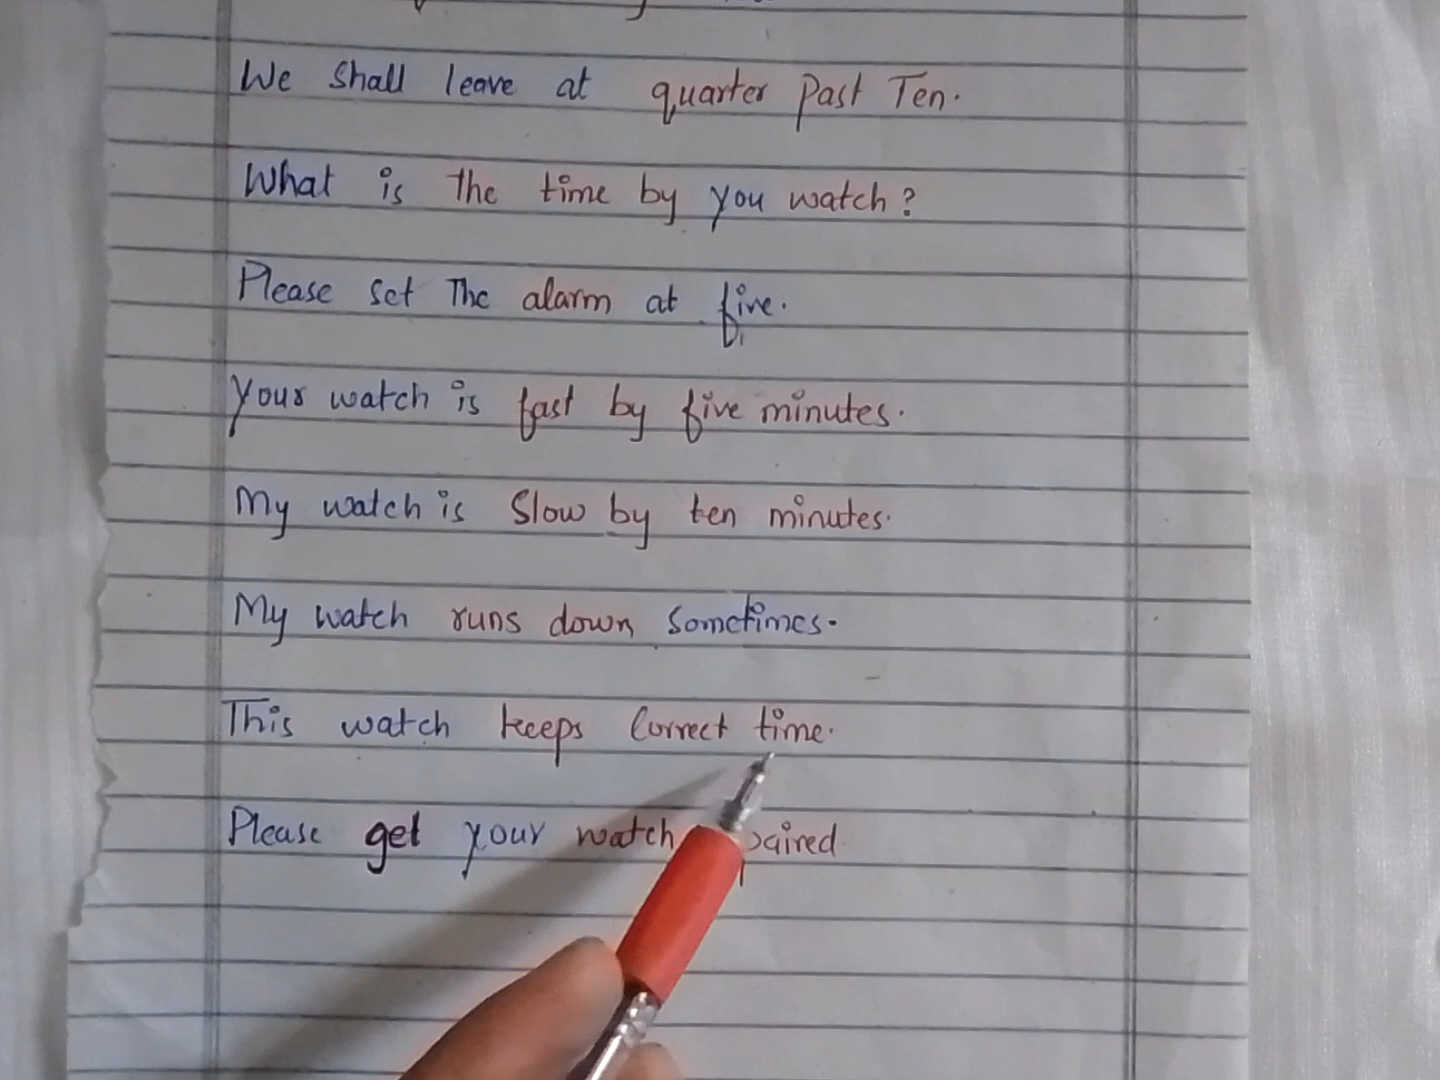 We shall leave at quarter Past Ten.
What is the time by you watch?
Please set The alarm at five.
Your watch is fast by five minutes.
My watch is Slow by ten minutes.
My watch runs down sometimes.
This watch keeps Correct time.
Please get your watch